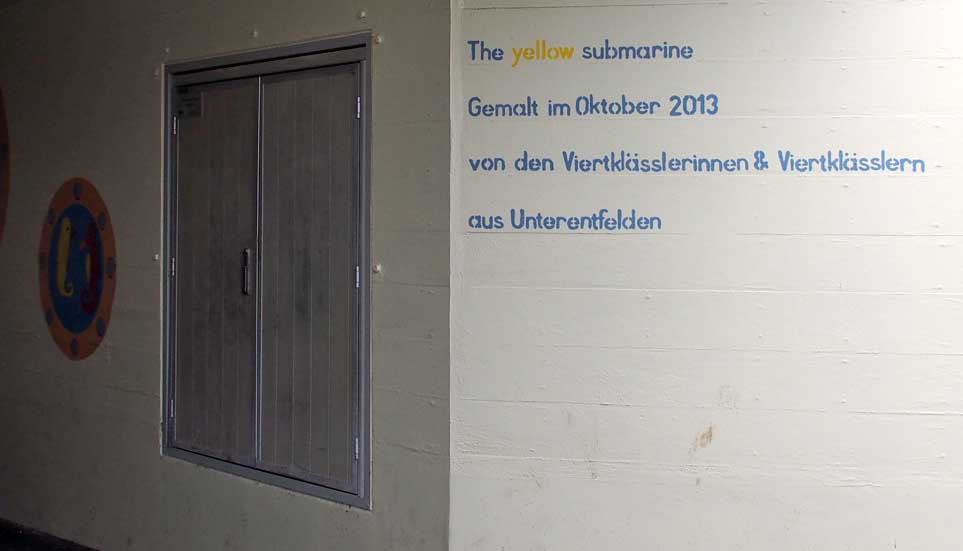 The yellow submarine
Gemalt im Oktober 2013
von den Viertklässlerinnen & Viertklässlern
aus Unterentfelden